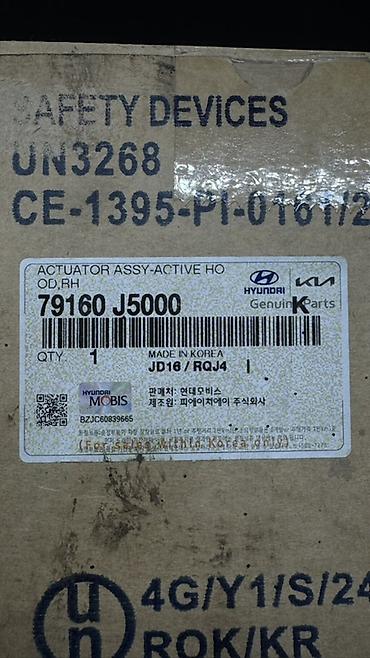 SAFETY DEVICES
UN3268
CE-1395-PI-0161/2
ACTUATOR ASSY-ACTIVE HO
OD,RH
HYUNDAI KIA
79160 J5000
Genuine Parts
K
QTY. 1
MADE IN KOREA
JD16 / RQJ4 I
HYUNDAI
MOBIS
판매처: 현대모비스
제조원: 피에이치에이 주식회사
BZJC60839665
(For sales within Korea only)
un
4G/Y1/S/24
ROK/KR